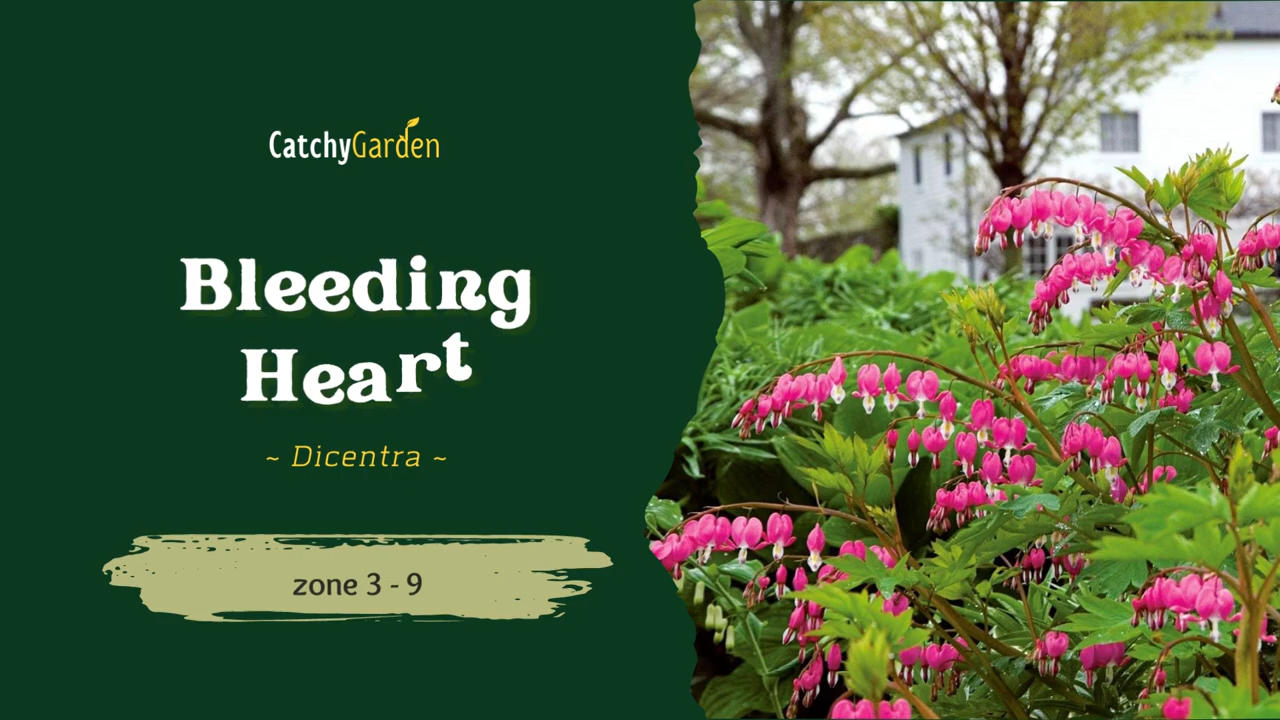 CatchyGarden
Bleeding
Heart
~ Dicentra ~
zone 3 - 9